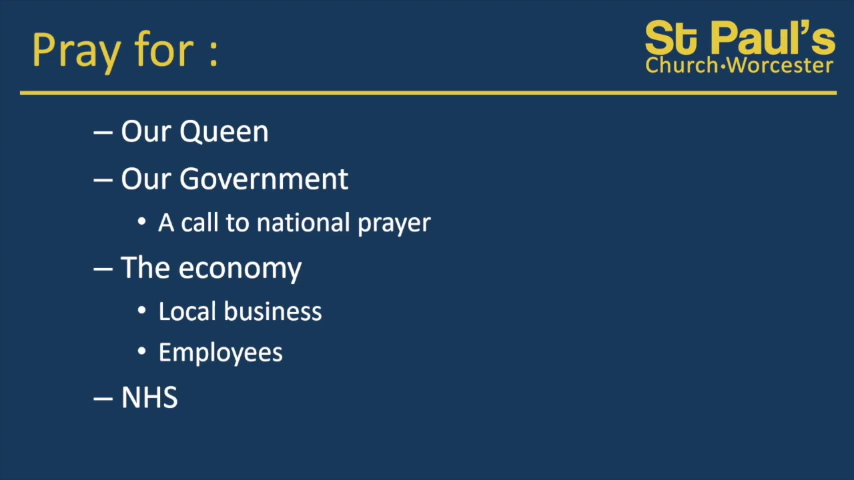 Pray for :
St Paul's
Church•Worcester
– Our Queen
– Our Government
• A call to national prayer
– The economy
• Local business
• Employees
– NHS